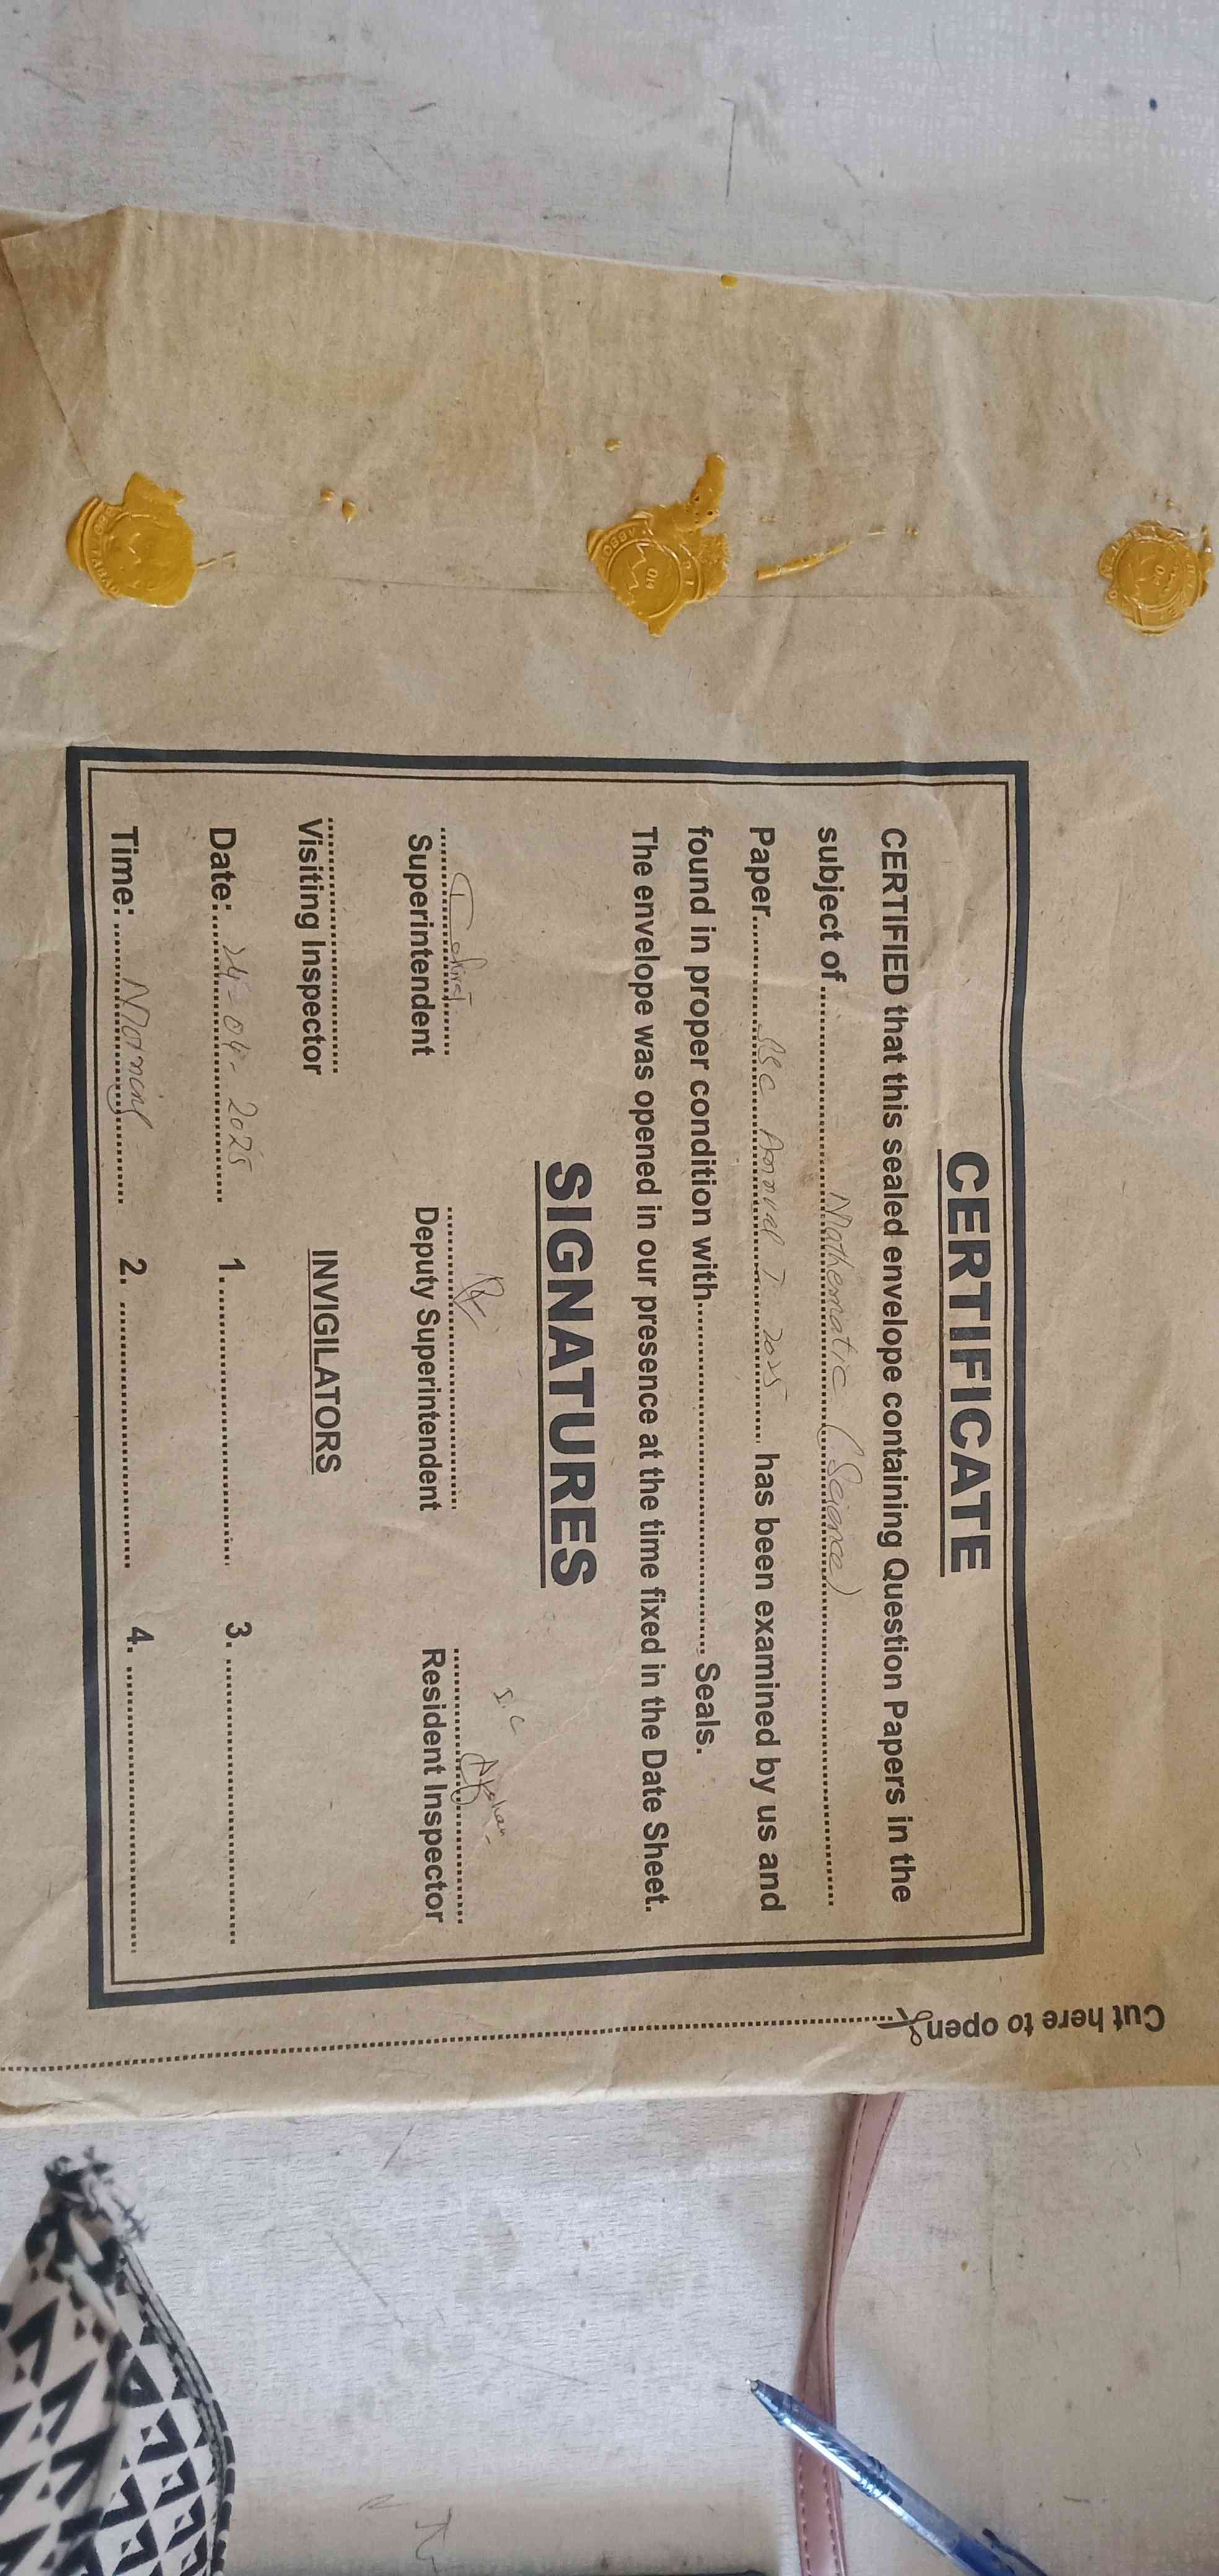 CERTIFICATE
CERTIFIED that this sealed envelope containing Question Papers in the
subject of Mathematic (Science)
Paper SSC Annual I 2025 has been examined by us and
found in proper condition with Seals.
The envelope was opened in our presence at the time fixed in the Date Sheet.
SIGNATURES
I.C
Superintendent Deputy Superintendent Resident Inspector
Visiting Inspector INVIGILATORS
Date: 24-04-2025 1. 3.
Time: Morning 2. 4.
Cut here to open